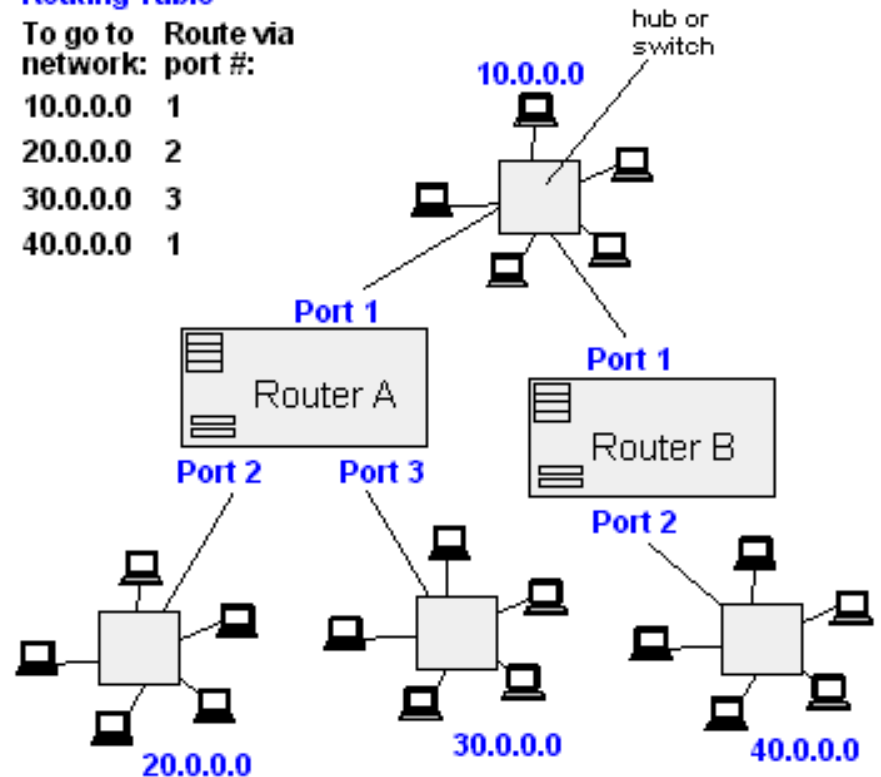 Routing Table
To go to Route via
network: port #:
10.0.0.0 1
20.0.0.0 2
30.0.0.0 3
40.0.0.0 1
hub or
switch
10.0.0.0
Port 1
Router A
Port 2 Port 3
Port 1
Router B
Port 2
20.0.0.0
30.0.0.0
40.0.0.0